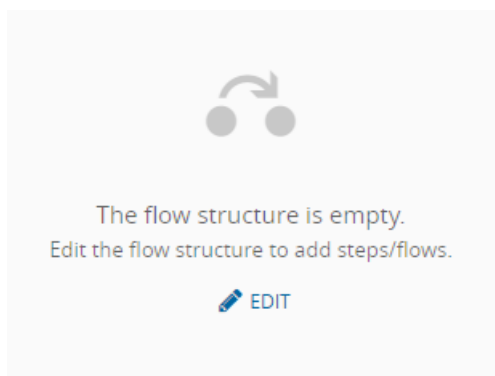 The flow structure is empty.
Edit the flow structure to add steps/flows.
EDIT